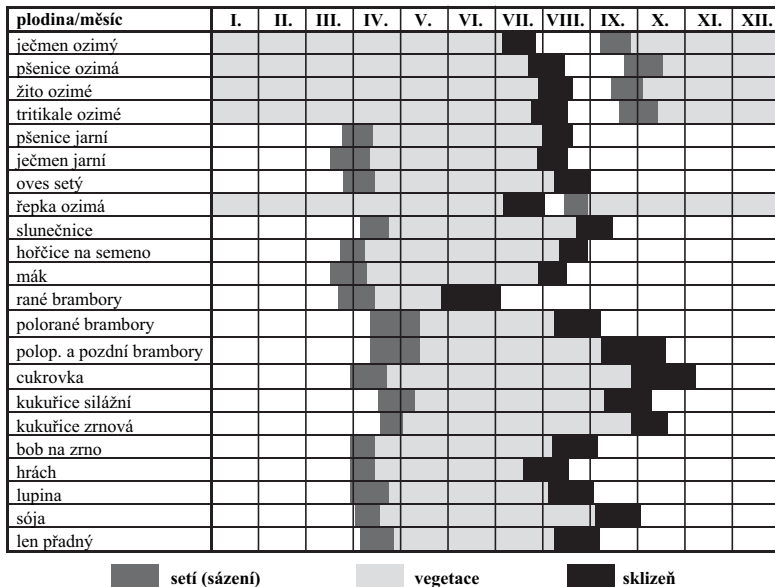 plodina/měsíc I. II. III. IV. V. VI. VII. VIII. IX. X. XI. XII.
ječmen ozimý
pšenice ozimá
žito ozimé
tritikale ozimé
pšenice jarní
ječmen jarní
oves setý
řepka ozimá
slunečnice
hořčice na semeno
mák
rané brambory
polorané brambory
polop. a pozdní brambory
cukrovka
kukuřice silážní
kukuřice zrnová
bob na zrno
hrách
lupina
sója
len přadný
setí (sázení) vegetace sklizeň